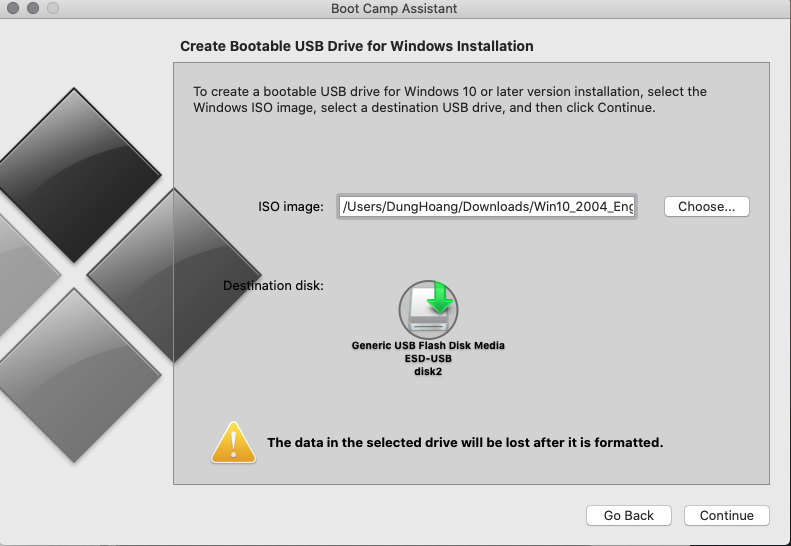 Boot Camp Assistant
Create Bootable USB Drive for Windows Installation
To create a bootable USB drive for Windows 10 or later version installation, select the
Windows ISO image, select a destination USB drive, and then click Continue.
ISO image: /Users/DungHoang/Downloads/Win10_2004_Eng Choose...
Destination disk:
Generic USB Flash Disk Media
ESD-USB
disk2
The data in the selected drive will be lost after it is formatted.
Go Back Continue